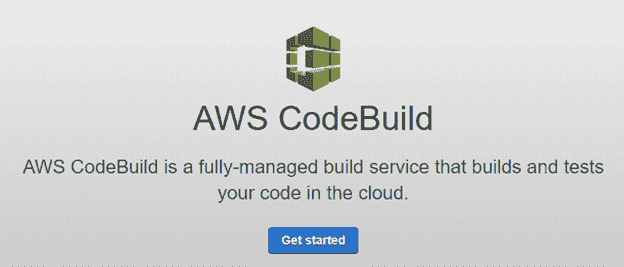 AWS CodeBuild
AWS CodeBuild is a fully-managed build service that builds and tests
your code in the cloud.
Get started